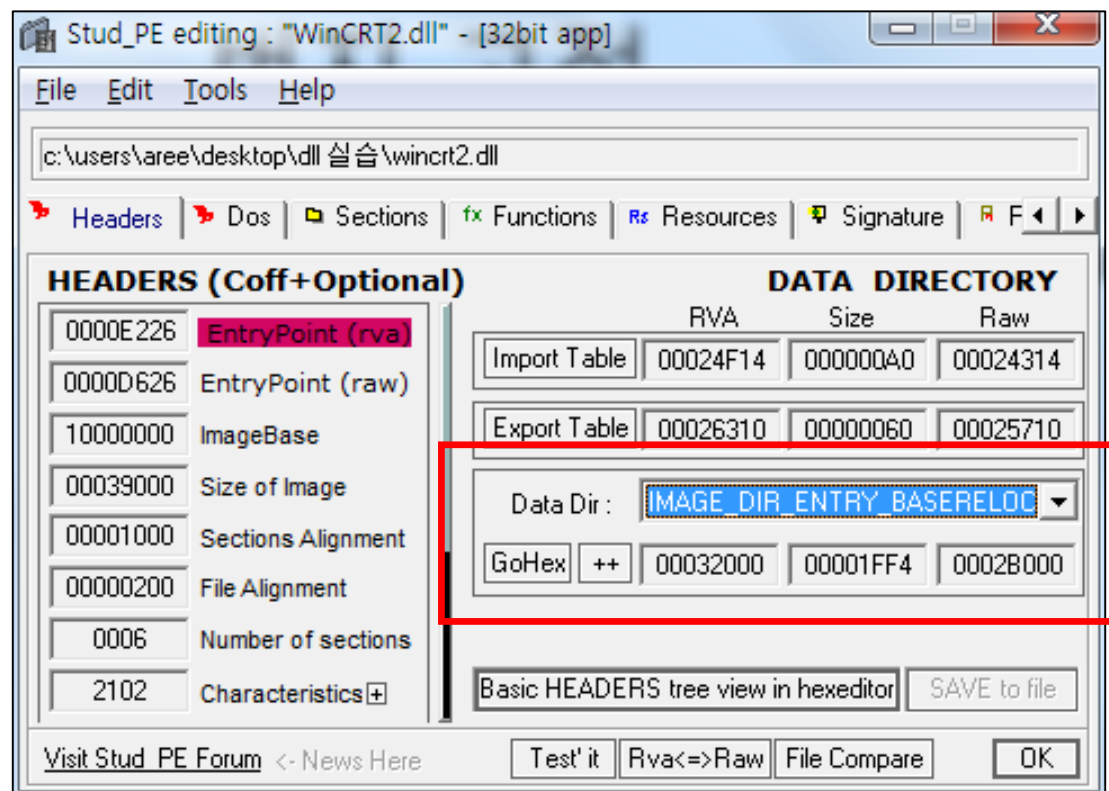 Stud_PE editing : "WinCRT2.dll" - [32bit app]
File Edit Tools Help
c:\users\aree\desktop\dll 실습\wincrt2.dll
Headers Dos Sections fx Functions Rs Resources Signature R F
HEADERS (Coff+Optional) DATA DIRECTORY
RVA Size Raw
0000E226 EntryPoint (rva)
Import Table 00024F14 000000A0 00024314
0000D626 EntryPoint (raw)
Export Table 00026310 00000060 00025710
10000000 ImageBase
00039000 Size of Image
Data Dir : IMAGE_DIR_ENTRY_BASERELOC
00001000 Sections Alignment
GoHex ++ 00032000 00001FF4 0002B000
00000200 File Alignment
0006 Number of sections
2102 Characteristics +
Basic HEADERS tree view in hexeditor SAVE to file
Visit Stud_PE Forum <- News Here Test' it Rva<=>Raw File Compare OK